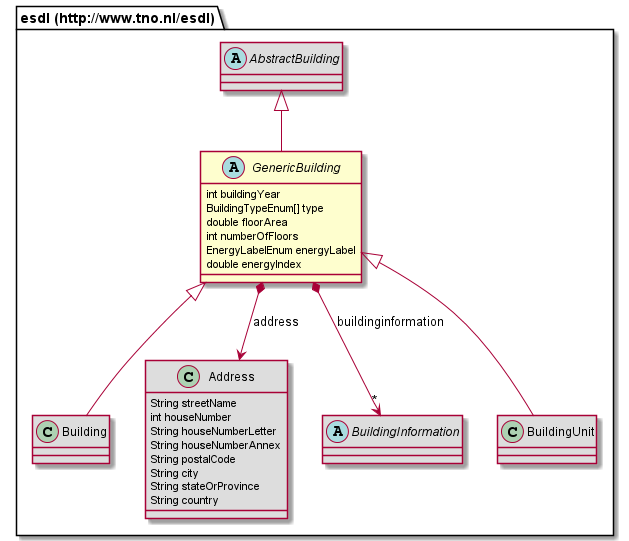 esdl (http://www.tno.nl/esdl)
A AbstractBuilding
A GenericBuilding
int buildingYear
BuildingTypeEnum[] type
double floorArea
int numberOfFloors
EnergyLabelEnum energyLabel
double energyIndex
address
buildinginformation
*
C Building
C Address
String streetName
int houseNumber
String houseNumberLetter
String houseNumberAnnex
String postalCode
String city
String stateOrProvince
String country
A BuildingInformation
C BuildingUnit